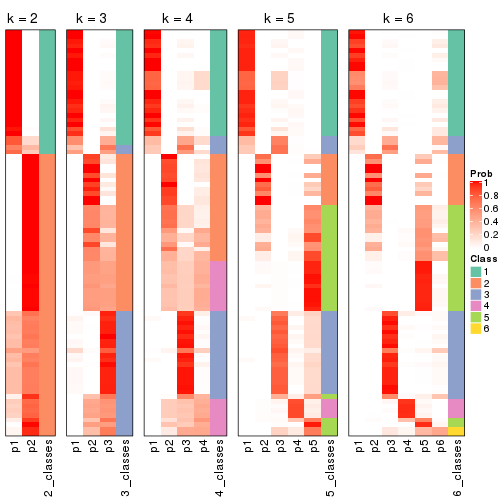 k = 2
k = 3
k = 4
k = 5
k = 6
p1
p2
2_classes
p1
p2
p3
3_classes
p1
p2
p3
p4
4_classes
p1
p2
p3
p4
p5
5_classes
p1
p2
p3
p4
p5
p6
6_classes
Prob
1
0.8
0.6
0.4
0.2
0
Class
1
2
3
4
5
6